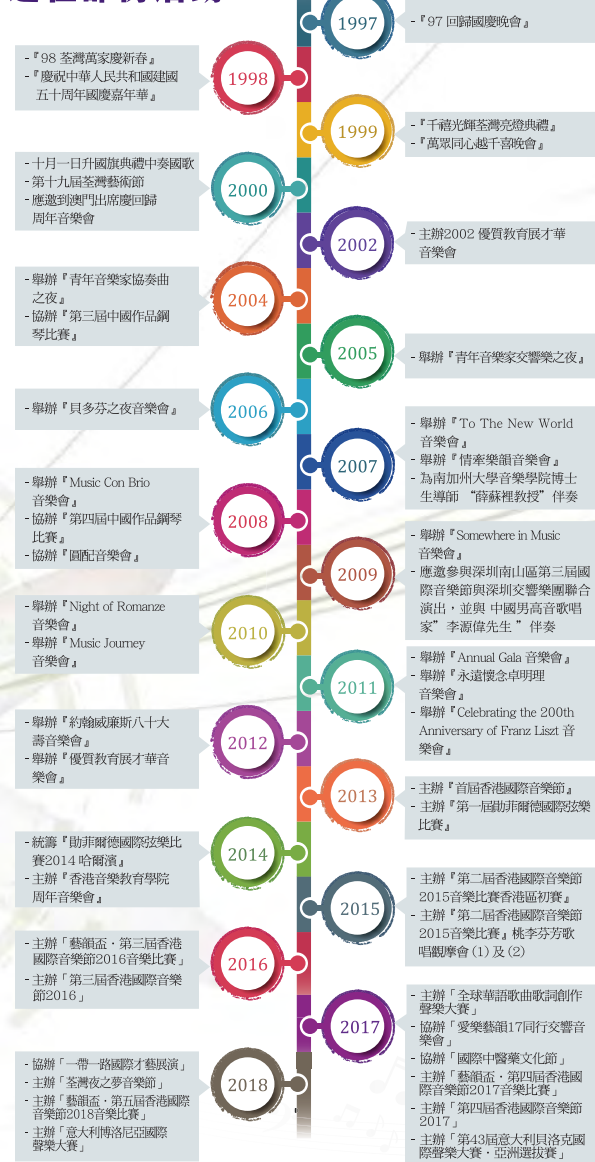 1997
-『97 回歸國慶晚會』
1998
-『98 荃灣萬家慶新春』
-『慶祝中華人民共和國建國
五十周年國慶嘉年華』
1999
-『千禧光輝荃灣亮燈典禮』
-『萬眾同心越千喜晚會』
2000
- 十月一日升國旗典禮中奏國歌
- 第十九屆荃灣藝術節
- 應邀到澳門出席慶回歸
周年音樂會
2002
- 主辦2002 優質教育展才華
音樂會
2004
- 舉辦『青年音樂家協奏曲
之夜』
- 協辦『第三屆中國作品鋼
琴比賽』
2005
- 舉辦『青年音樂家交響樂之夜』
2006
- 舉辦『貝多芬之夜音樂會』
2007
- 舉辦『To The New World
音樂會』
- 舉辦『情牽樂韻音樂會』
- 為南加州大學音樂學院博士
生導師 “薛蘇裡教授” 伴奏
2008
- 舉辦『Music Con Brio
音樂會』
- 協辦『第四屆中國作品鋼琴
比賽』
- 協辦『圓配音樂會』
2009
- 舉辦『Somewhere in Music
音樂會』
- 應邀參與深圳南山區第三屆國
際音樂節與深圳交響樂團聯合
演出，並與 中國男高音歌唱
家” 李源偉先生 ” 伴奏
2010
- 舉辦『Night of Romanze
音樂會』
- 舉辦『Music Journey
音樂會』
2011
- 舉辦『Annual Gala 音樂會』
- 舉辦『永遠懷念卓明理
音樂會』
- 舉辦『Celebrating the 200th
Anniversary of Franz Liszt 音
樂會』
2012
- 舉辦『約翰威廉斯八十大
壽音樂會』
- 舉辦『優質教育展才華音
樂會』
2013
- 主辦『首屆香港國際音樂節』
- 主辦『第一屆助菲爾德國際弦樂
比賽』
2014
- 統籌『助菲爾德國際弦樂比
賽2014 哈爾濱』
- 主辦『香港音樂教育學院
周年音樂會』
2015
- 主辦『第二屆香港國際音樂節
2015音樂比賽香港區初賽』
- 主辦『第二屆香港國際音樂節
2015音樂比賽』桃李芬芳歌
唱觀摩會 (1) 及 (2)
2016
- 主辦「藝韻盃‧第三屆香港
國際音樂節2016音樂比賽」
- 主辦「第三屆香港國際音樂
節2016」
2017
- 主辦「全球華語歌曲歌詞創作
聲樂大賽」
- 協辦「愛樂藝韻17同行交響音
樂會」
- 協辦「國際中醫藥文化節」
- 主辦「藝韻盃‧第四屆香港國
際音樂節2017音樂比賽」
- 主辦「第四屆香港國際音樂節
2017」
- 主辦「第43屆意大利貝洛克國
際聲樂大賽‧亞洲選拔賽」
2018
- 協辦「一帶一路國際才藝展演」
- 主辦「荃灣夜之夢音樂節」
- 主辦「藝韻盃‧第五屆香港國際
音樂節2018音樂比賽」
- 主辦「意大利博洛尼亞國際
聲樂大賽」